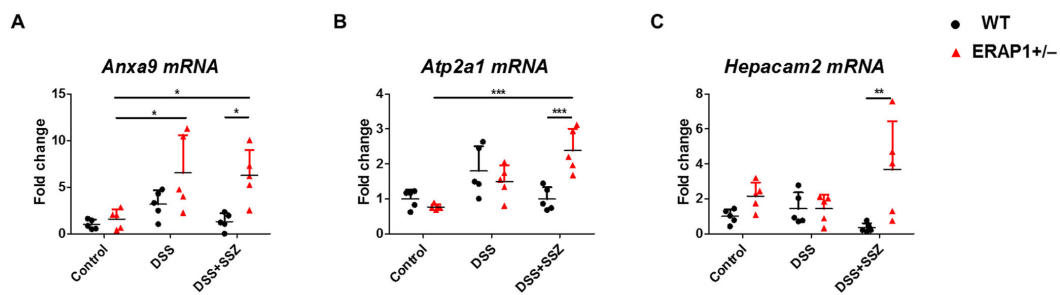 A
B
C
WT
ERAP1+/–
Anxa9 mRNA
Atp2a1 mRNA
Hepacam2 mRNA
Fold change
15
10
5
0
*
*
*
Control
DSS
DSS+SSZ
Fold change
4
3
2
1
0
***
***
Control
DSS
DSS+SSZ
Fold change
8
6
4
2
0
**
Control
DSS
DSS+SSZ